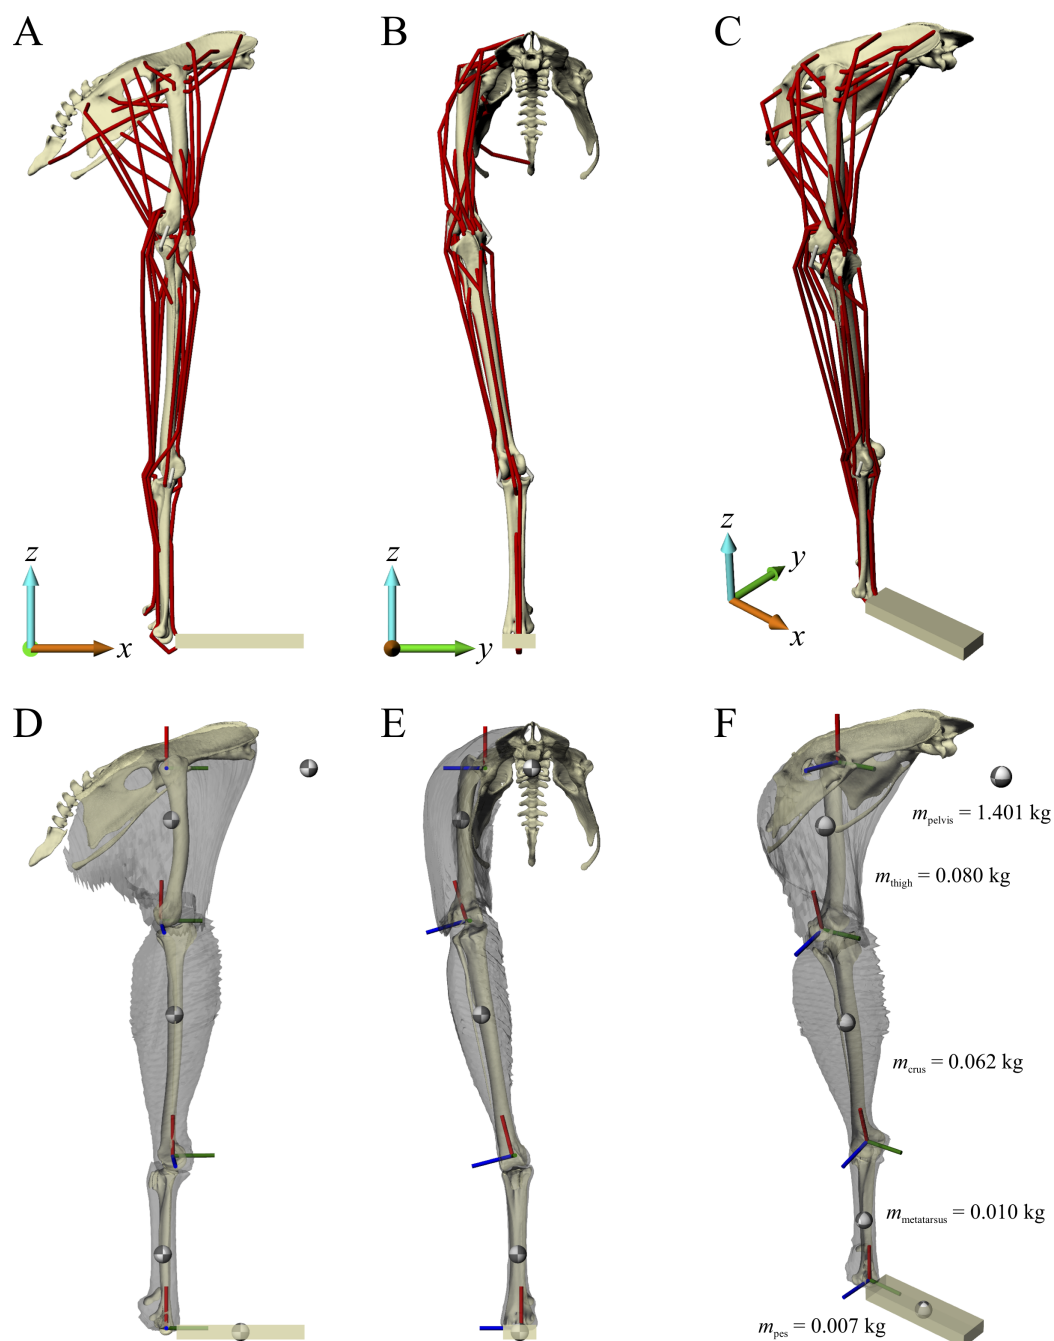 A
B
C
z
x
z
y
z
y
x
D
E
F
m_pelvis = 1.401 kg
m_thigh = 0.080 kg
m_crus = 0.062 kg
m_metatarsus = 0.010 kg
m_pes = 0.007 kg